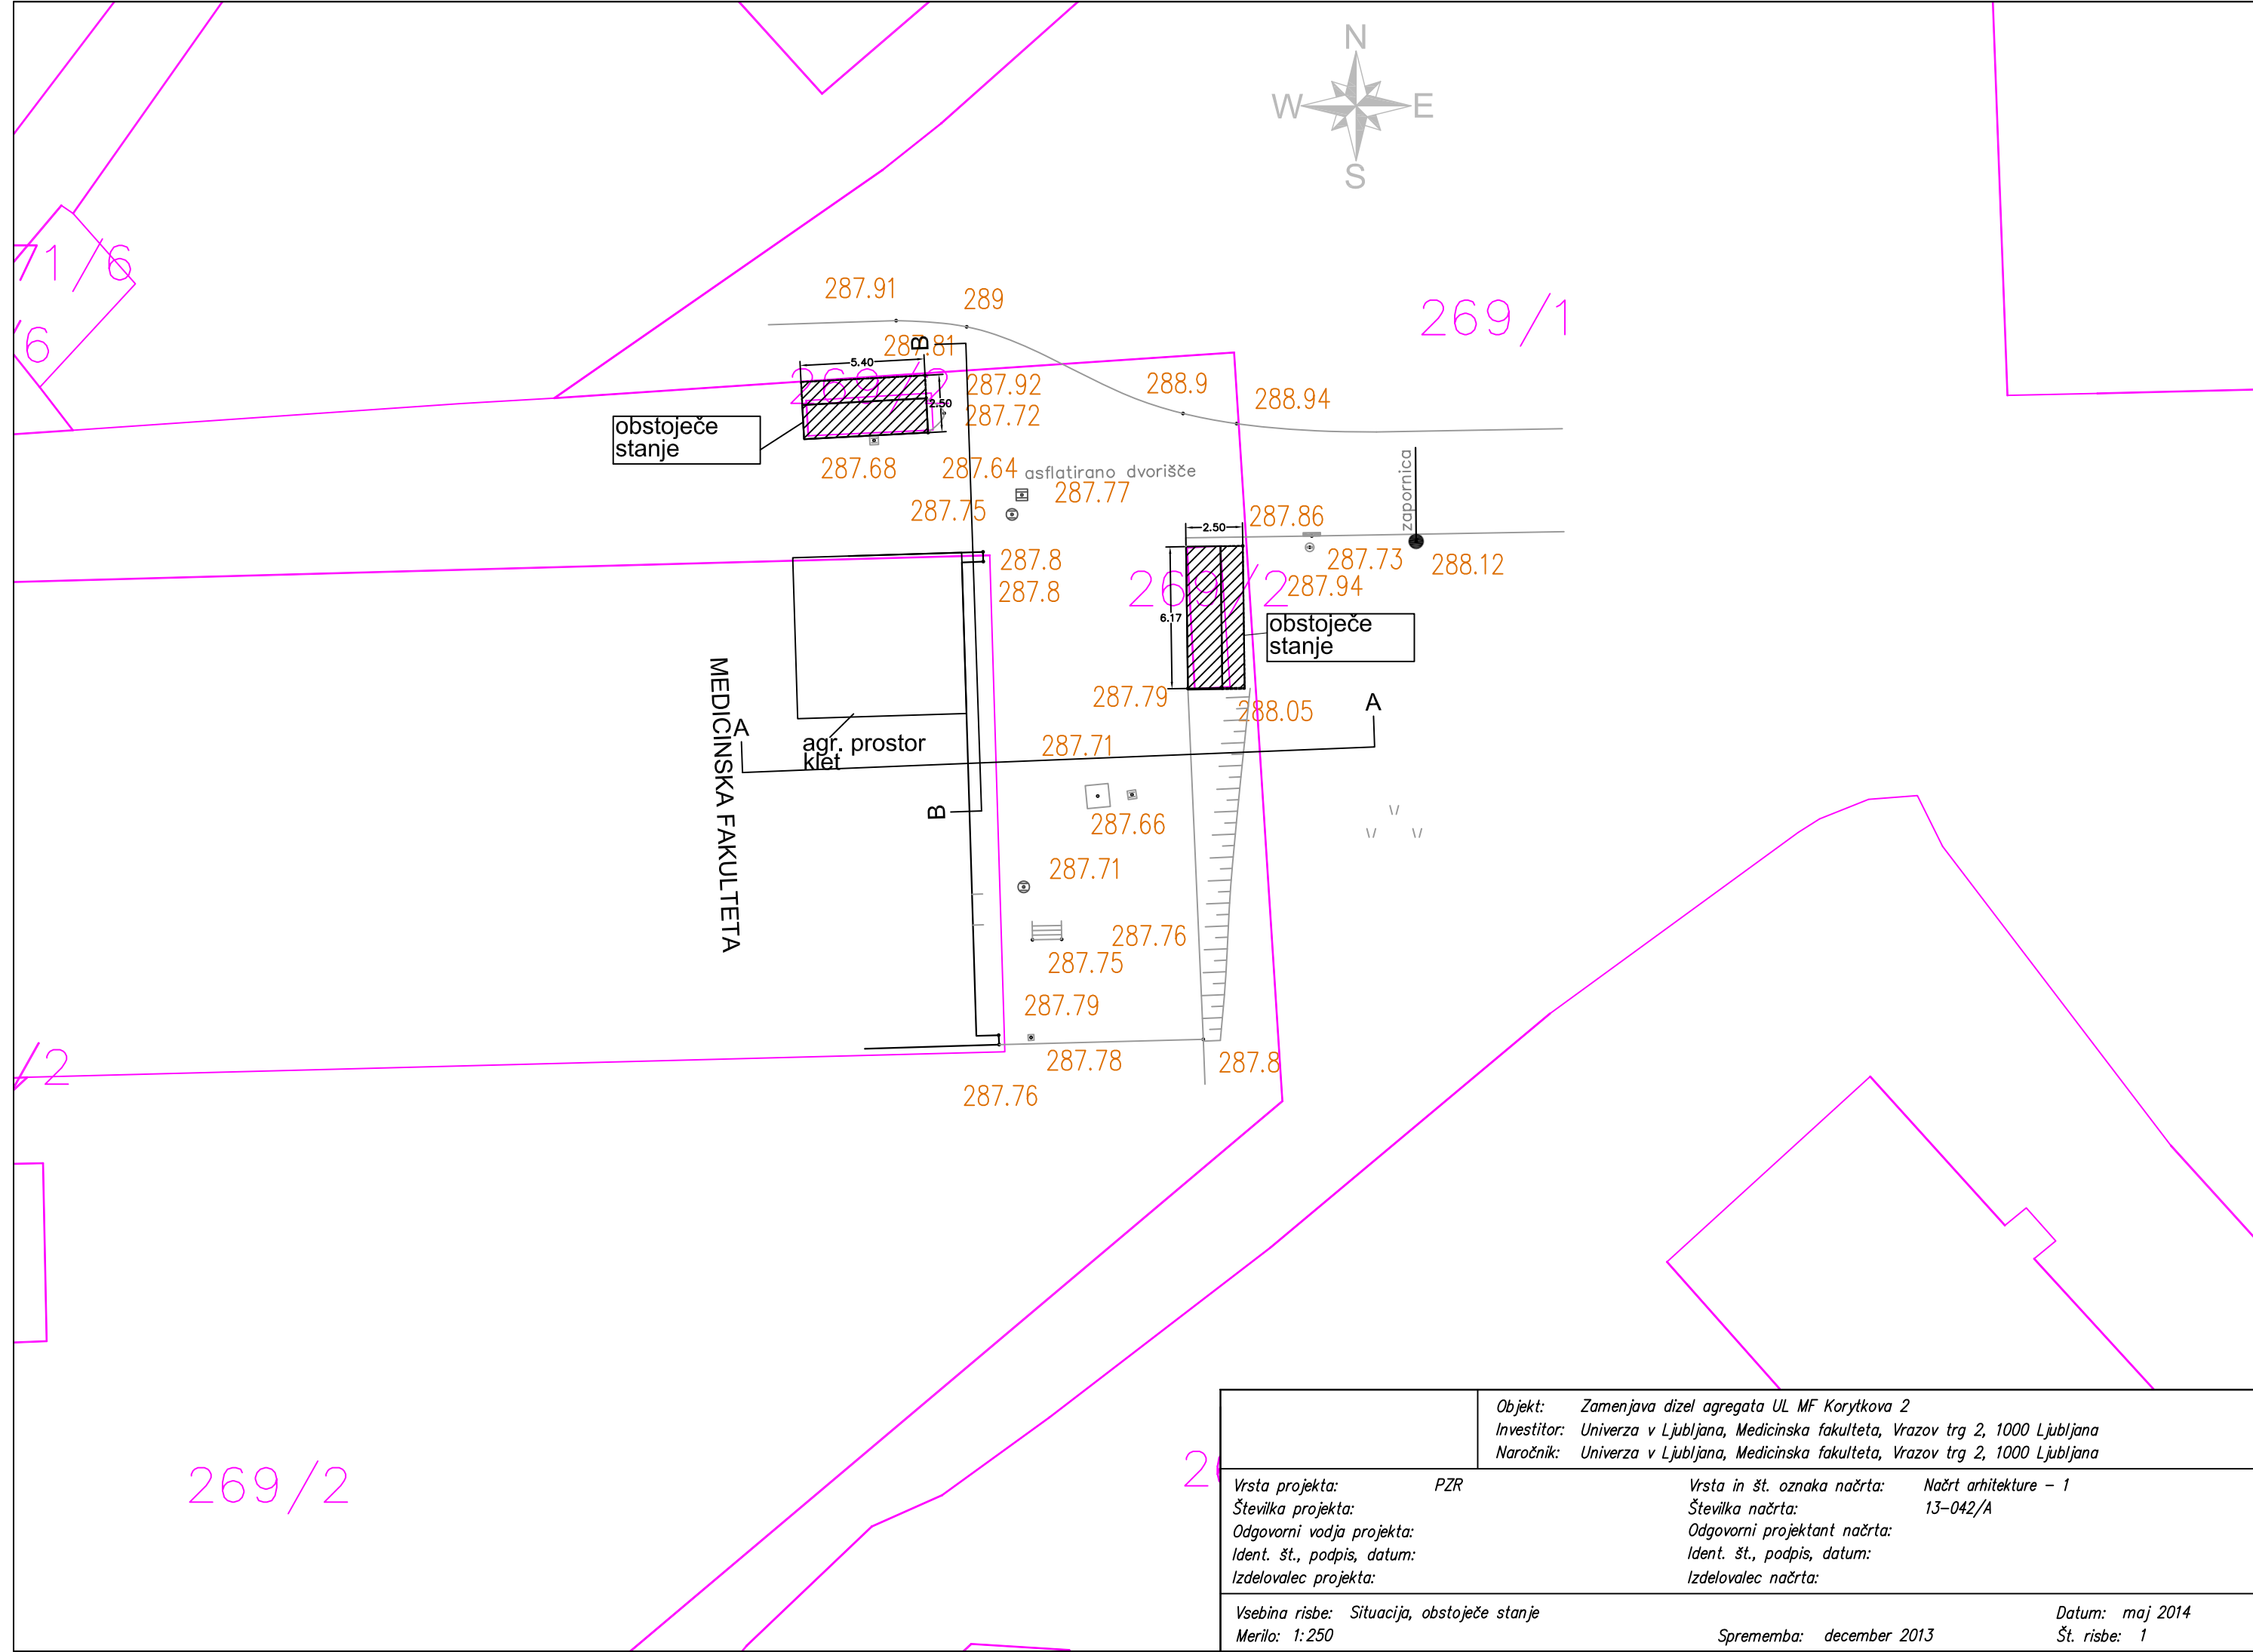 N
W
E
S
71/6
/6
287.91
289
269/1
287.81
B
5.40
269/2
287.92
2.50
287.72
288.9
288.94
obstoječe
stanje
287.68
287.64
asflatirano dvorišče
287.77
287.75
zapornica
2.50
287.86
287.73
288.12
287.94
287.8
287.8
269/2
6.17
obstoječe
stanje
287.79
288.05
A
A
MEDICINSKA FAKULTETA
agr. prostor
klet
287.71
B
287.66
287.71
287.76
287.75
287.79
287.78
287.8
287.76
/2
269/2
Objekt: Zamenjava dizel agregata UL MF Korytkova 2
Investitor: Univerza v Ljubljana, Medicinska fakulteta, Vrazov trg 2, 1000 Ljubljana
Naročnik: Univerza v Ljubljana, Medicinska fakulteta, Vrazov trg 2, 1000 Ljubljana
Vrsta projekta: PZR
Številka projekta:
Odgovorni vodja projekta:
Ident. št., podpis, datum:
Izdelovalec projekta:
Vrsta in št. oznaka načrta: Načrt arhitekture – 1
Številka načrta: 13–042/A
Odgovorni projektant načrta:
Ident. št., podpis, datum:
Izdelovalec načrta:
Vsebina risbe: Situacija, obstoječe stanje
Merilo: 1:250
Sprememba: december 2013
Datum: maj 2014
Št. risbe: 1